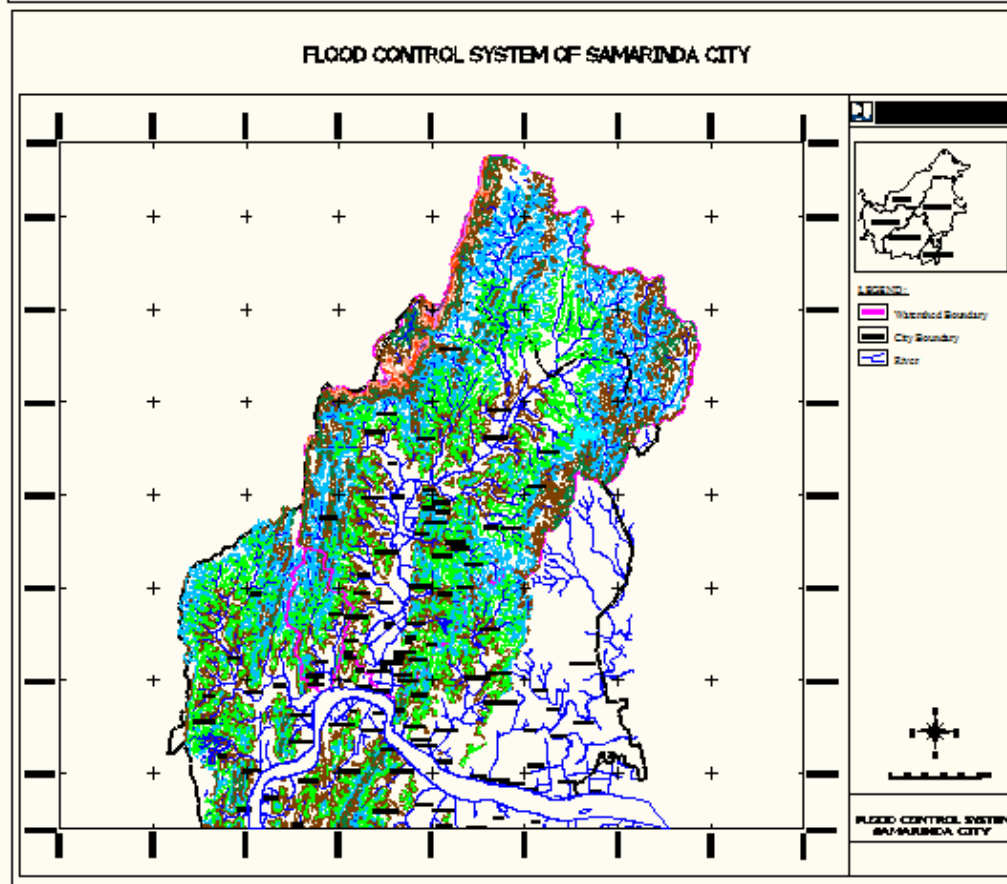 FLOOD CONTROL SYSTEM OF SAMARINDA CITY
LEGEND:
Watershed Boundary
City Boundary
River
FLOOD CONTROL SYSTEM
SAMARINDA CITY